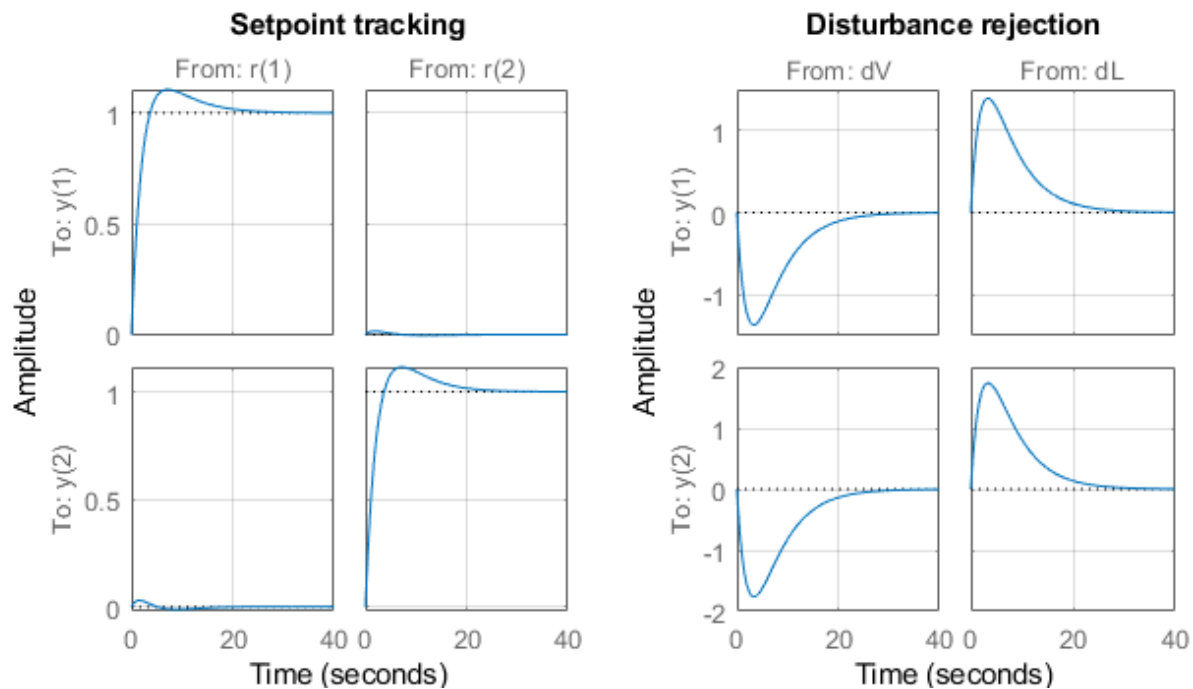 Setpoint tracking
From: r(1)
From: r(2)
To: y(1)
1
0.5
0
To: y(2)
1
0.5
0
0
20
40
0
20
40
Amplitude
Time (seconds)
Disturbance rejection
From: dV
From: dL
To: y(1)
1
0
-1
To: y(2)
2
1
0
-1
-2
0
20
40
0
20
40
Amplitude
Time (seconds)